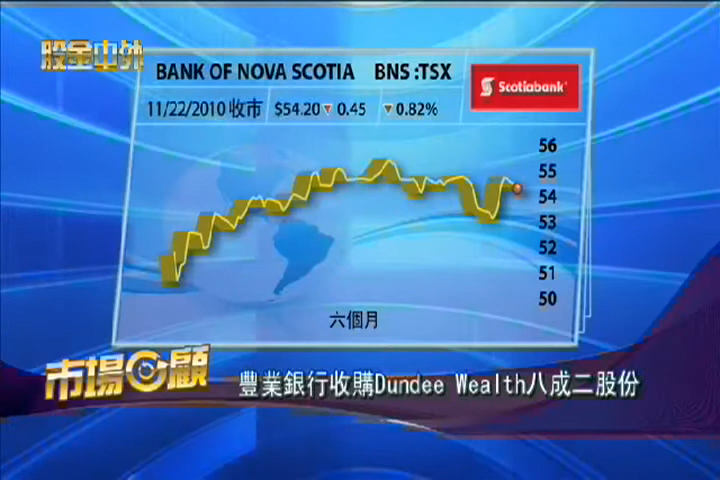 股金中外
BANK OF NOVA SCOTIA BNS :TSX
Scotiabank
11/22/2010 收市 $54.20 ▼ 0.45 ▼ 0.82%
56
55
54
53
52
51
50
六個月
市場回顧
豐業銀行收購Dundee Wealth八成二股份